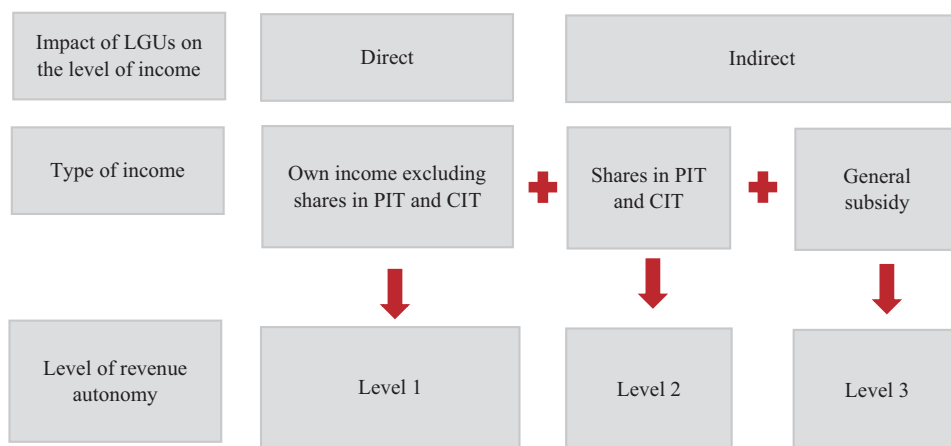 Impact of LGUs on
the level of income
Direct
Indirect
Type of income
Own income excluding
shares in PIT and CIT
Shares in PIT
and CIT
General
subsidy
Level of revenue
autonomy
Level 1
Level 2
Level 3